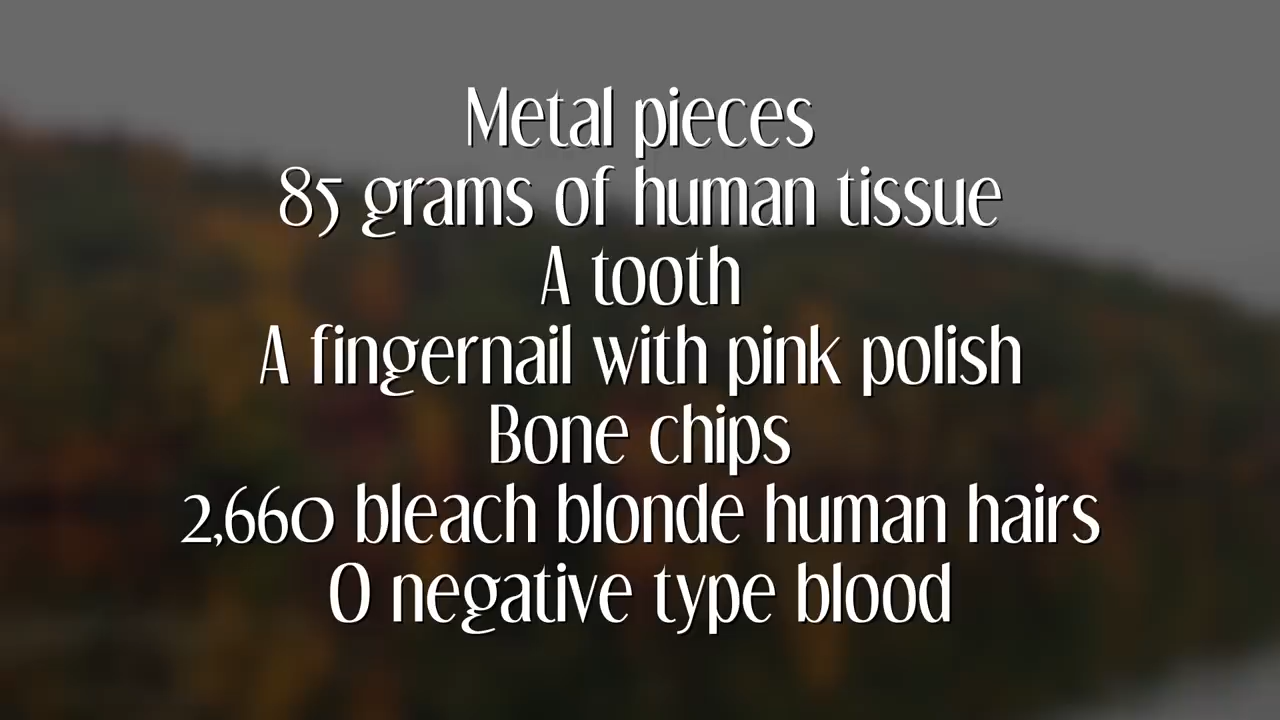 Metal pieces
85 grams of human tissue
A tooth
A fingernail with pink polish
Bone chips
2,660 bleach blonde human hairs
O negative type blood